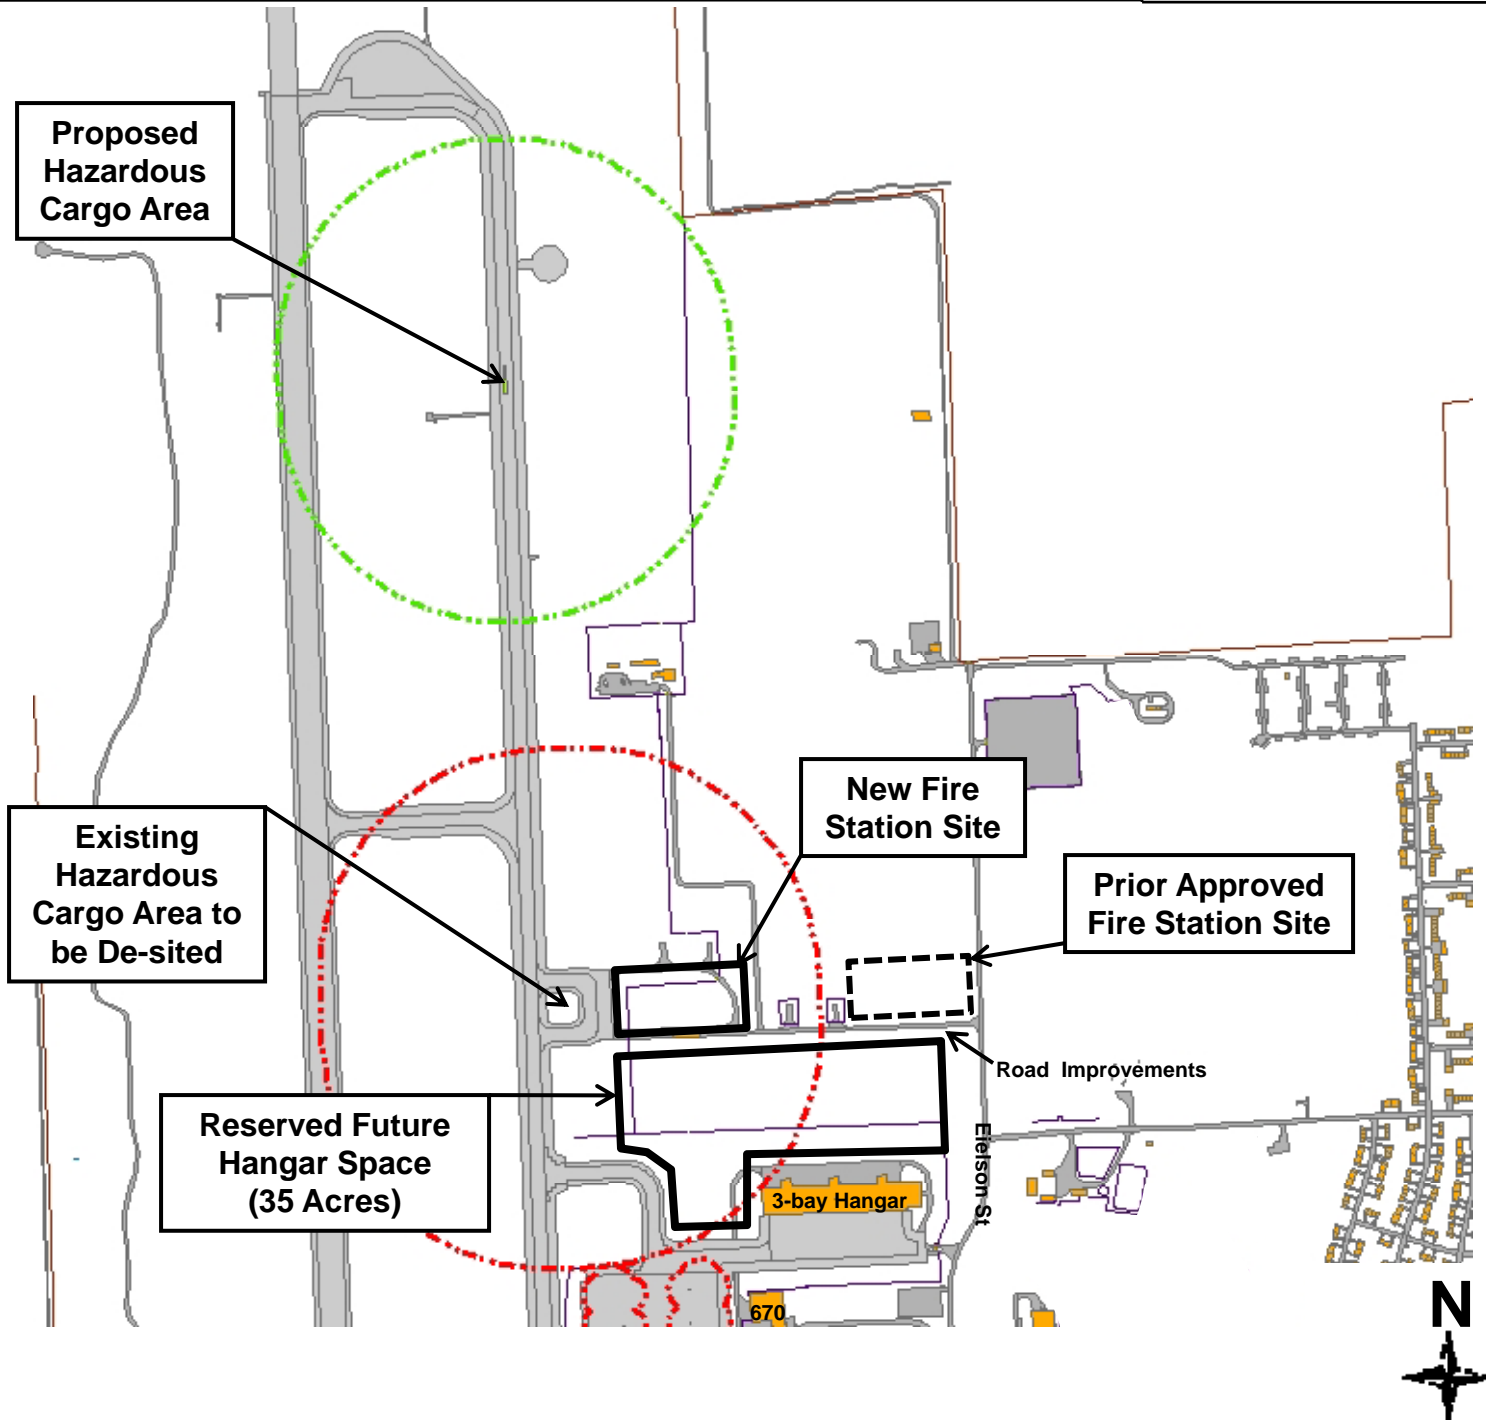 Proposed
Hazardous
Cargo Area
New Fire
Station Site
Existing
Hazardous
Cargo Area to
be De-sited
Prior Approved
Fire Station Site
Road Improvements
Reserved Future
Hangar Space
(35 Acres)
3-bay Hangar
Eielson St
670
N